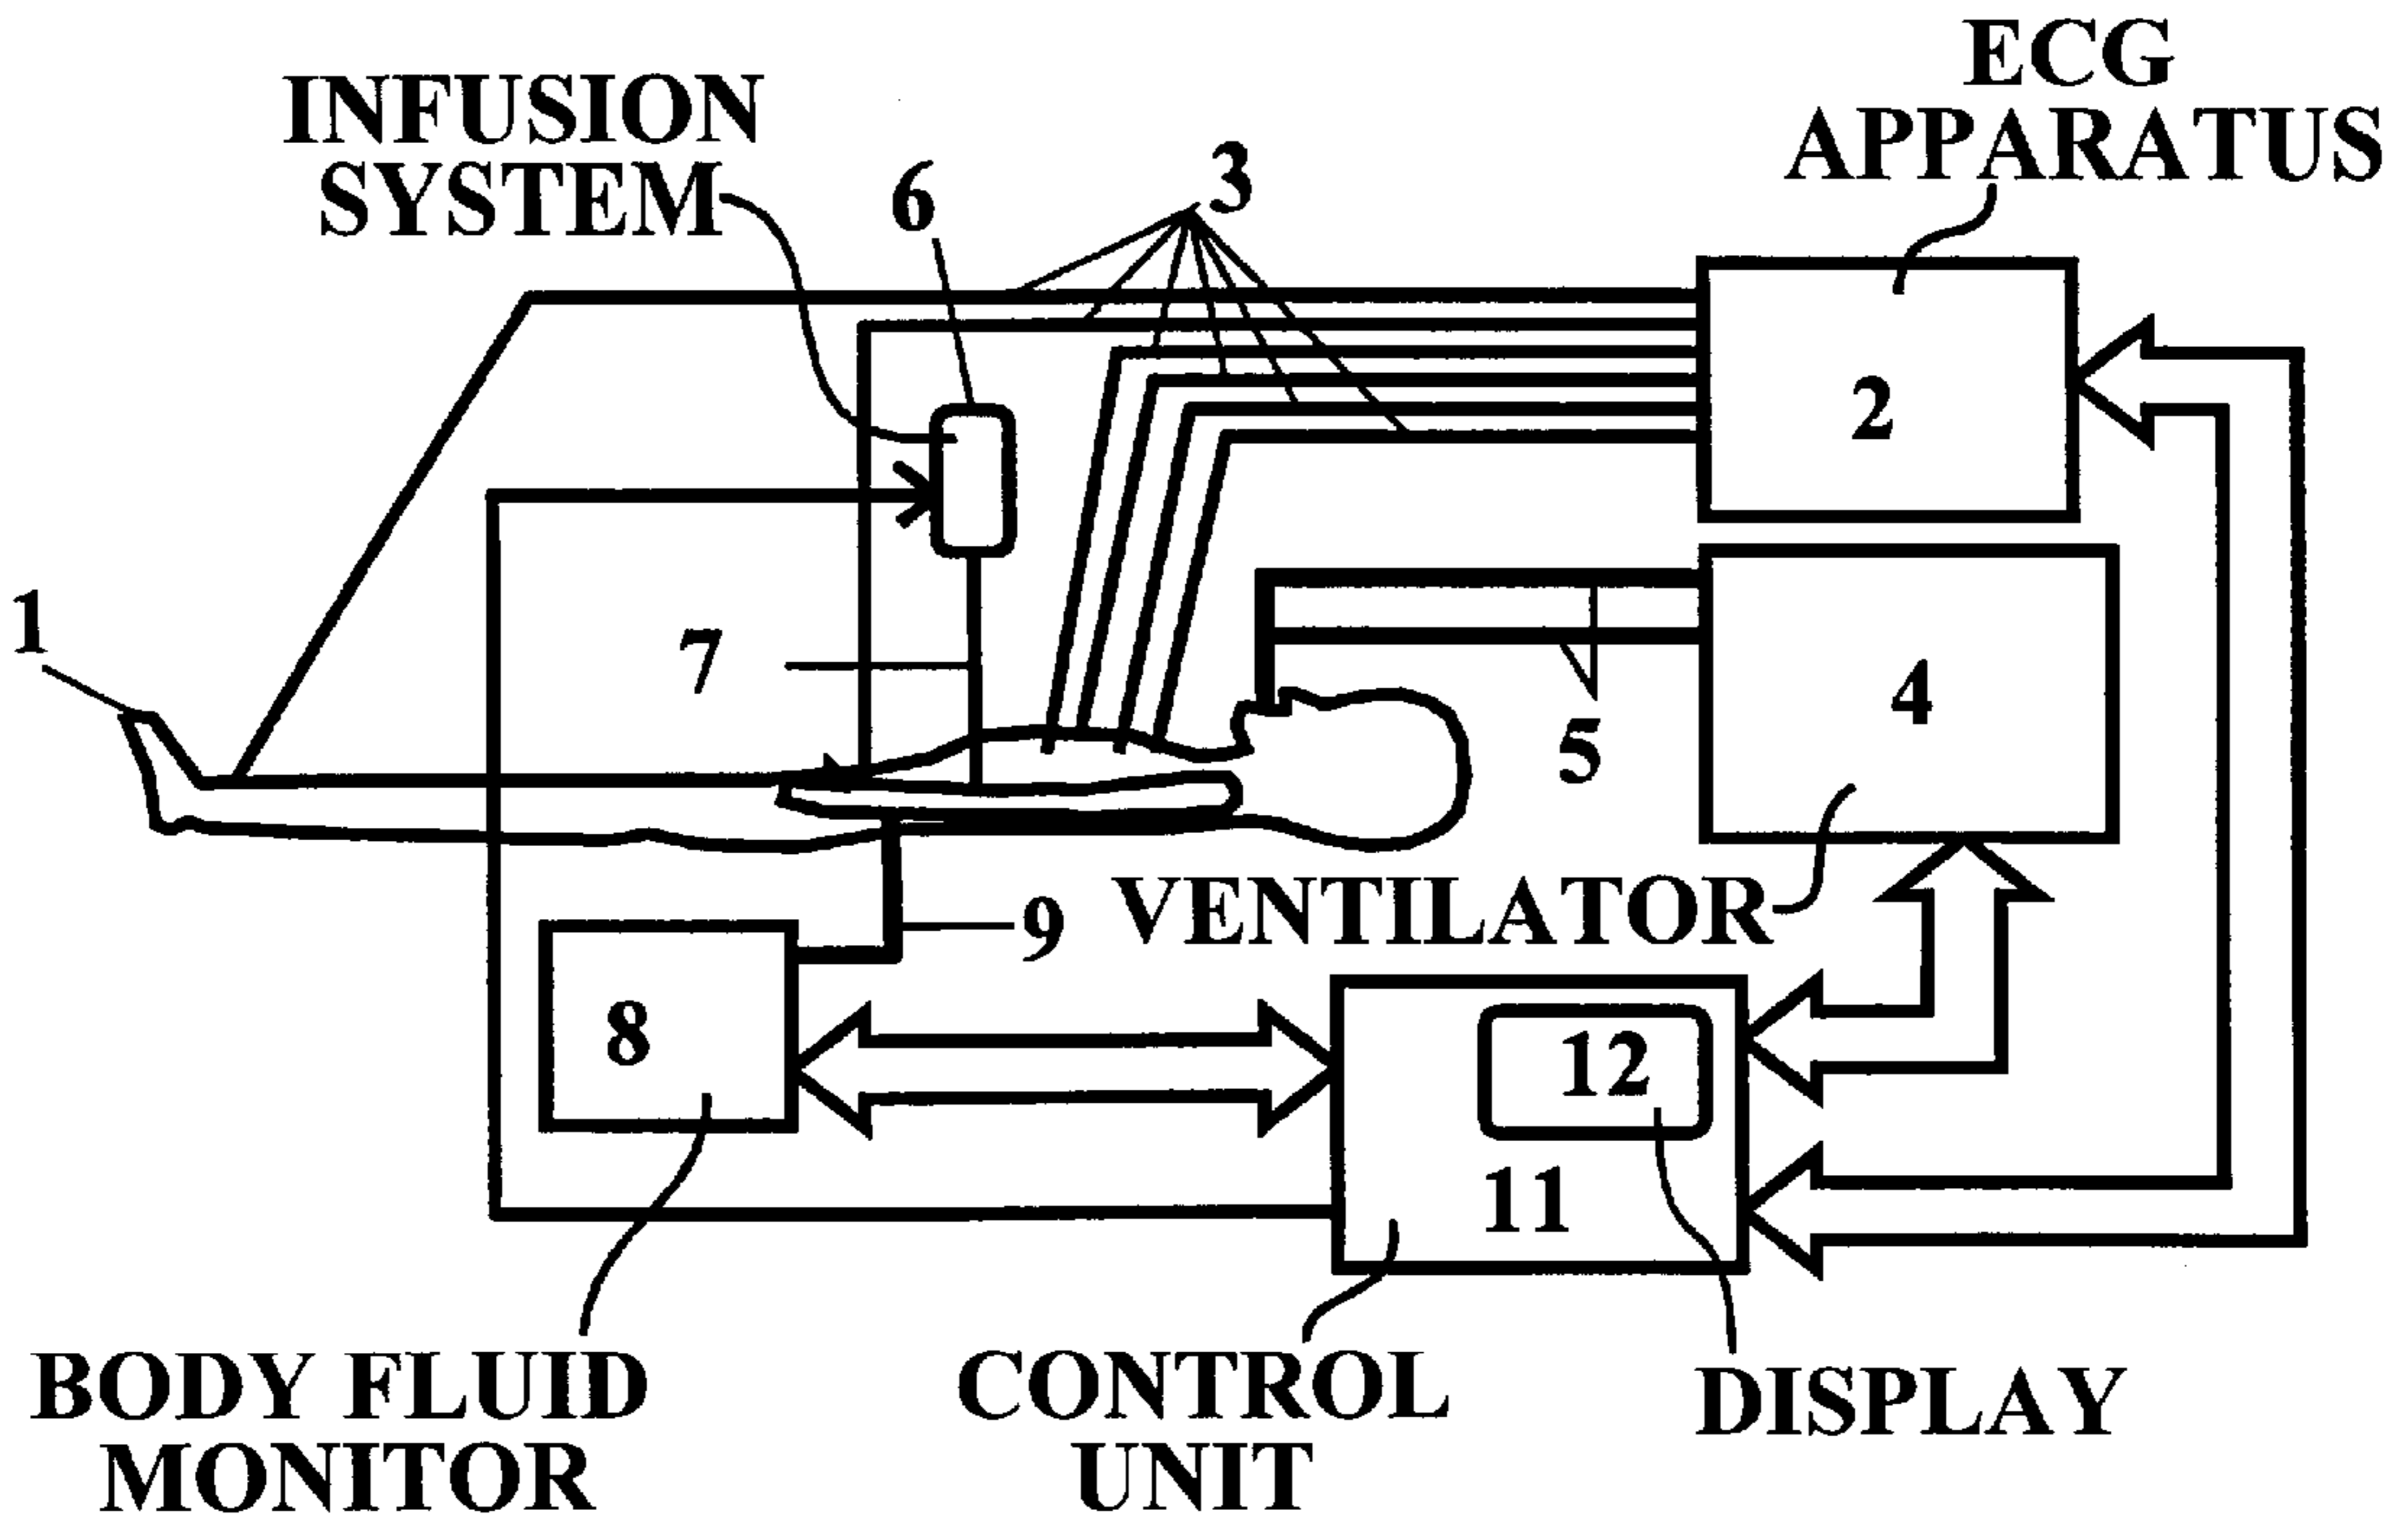 ECG
APPARATUS
INFUSION
SYSTEM
6
3
2
1
7
4
5
VENTILATOR
9
8
12
11
BODY FLUID
MONITOR
CONTROL
UNIT
DISPLAY